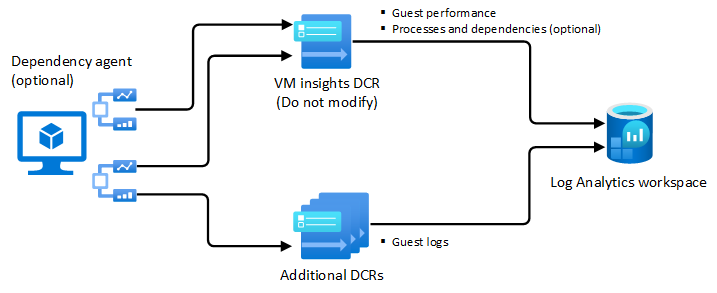 Dependency agent
(optional)
VM insights DCR
(Do not modify)
▪ Guest performance
▪ Processes and dependencies (optional)
Log Analytics workspace
▪ Guest logs
Additional DCRs